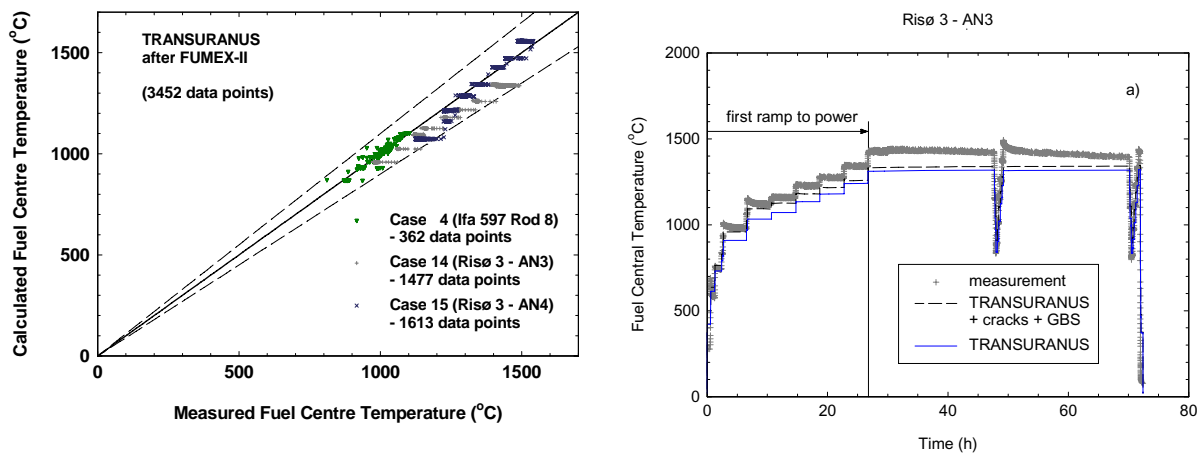 1500
1000
500
0
Calculated Fuel Centre Temperature (°C)
TRANSURANUS
after FUMEX-II
(3452 data points)
Case 4 (Ifa 597 Rod 8)
- 362 data points
Case 14 (Risø 3 - AN3)
- 1477 data points
Case 15 (Risø 3 - AN4)
- 1613 data points
0 500 1000 1500
Measured Fuel Centre Temperature (°C)
Risø 3 - AN3
2000
1500
1000
500
0
Fuel Central Temperature (°C)
a)
first ramp to power
measurement
TRANSURANUS
+ cracks + GBS
TRANSURANUS
0 20 40 60 80
Time (h)